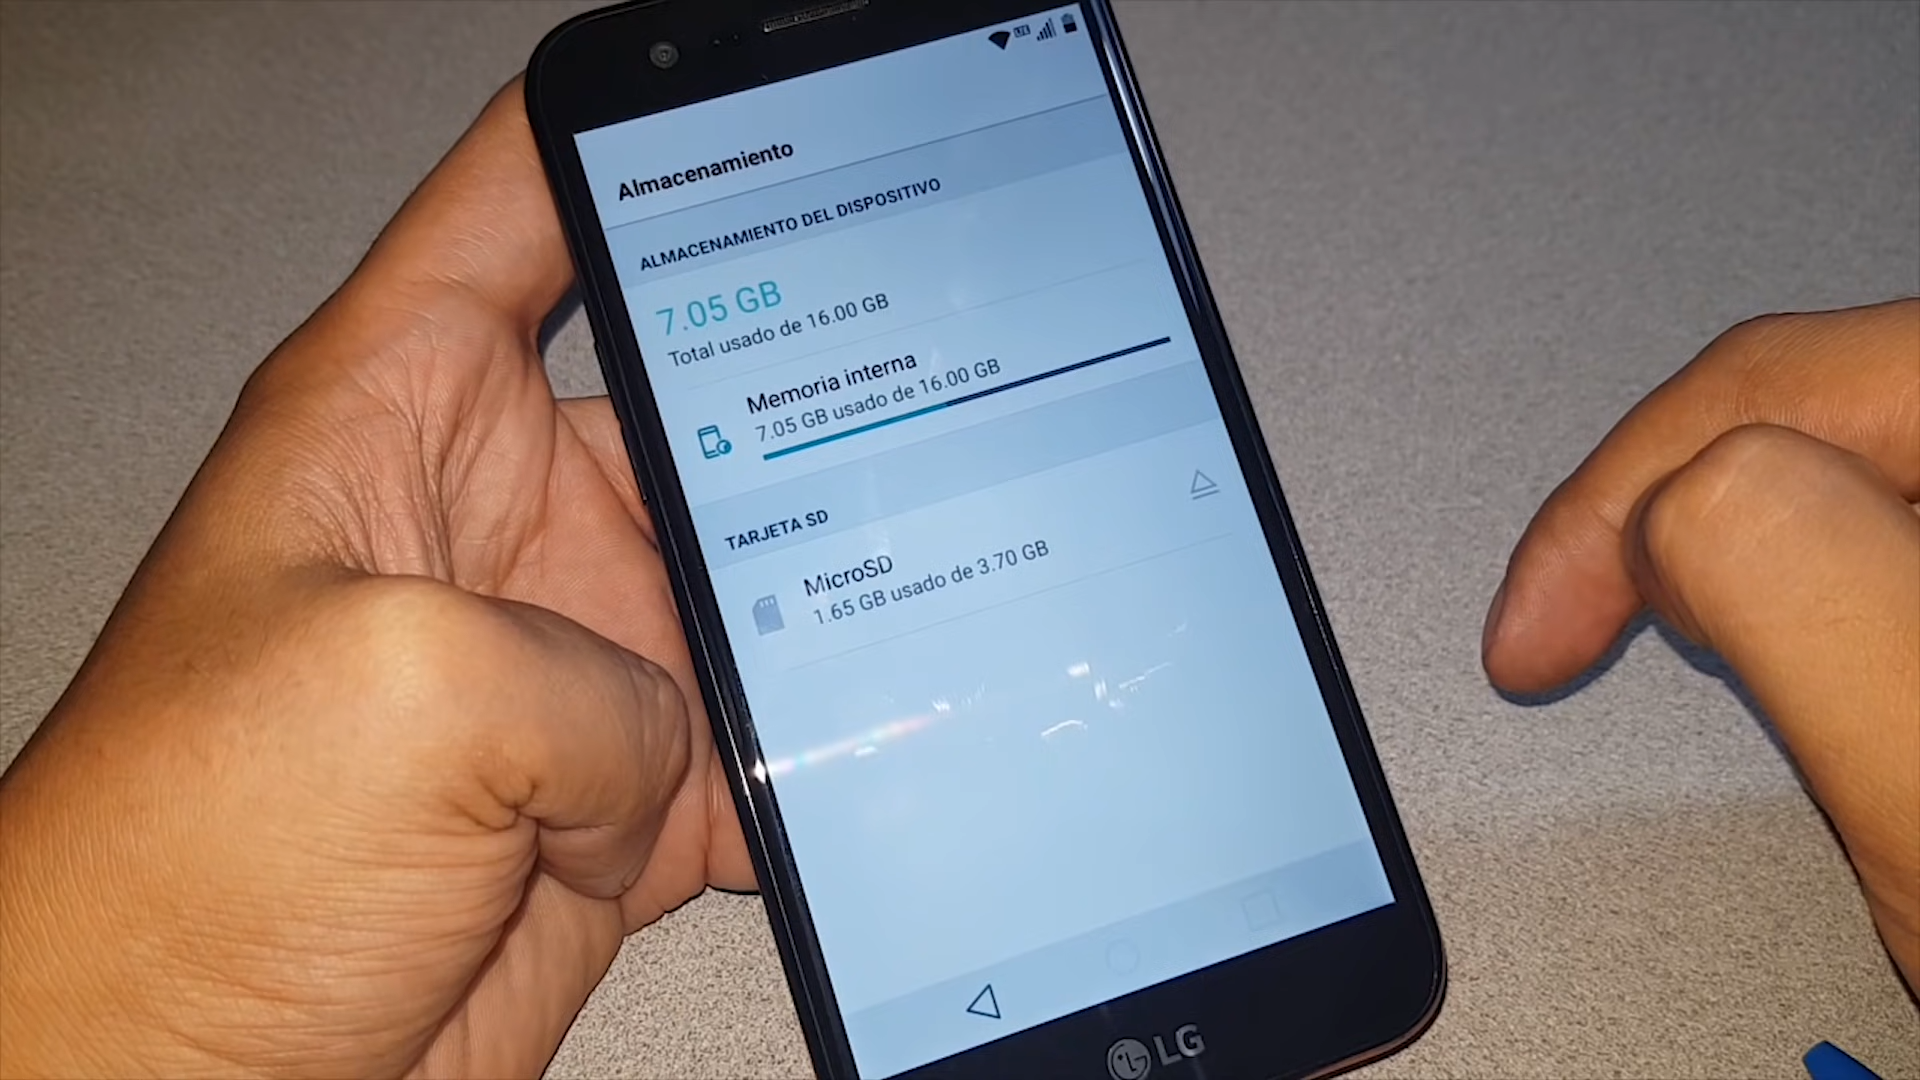 LTE
Almacenamiento
ALMACENAMIENTO DEL DISPOSITIVO
7.05 GB
Total usado de 16.00 GB
Memoria interna
7.05 GB usado de 16.00 GB
TARJETA SD
MicroSD
1.65 GB usado de 3.70 GB
LG